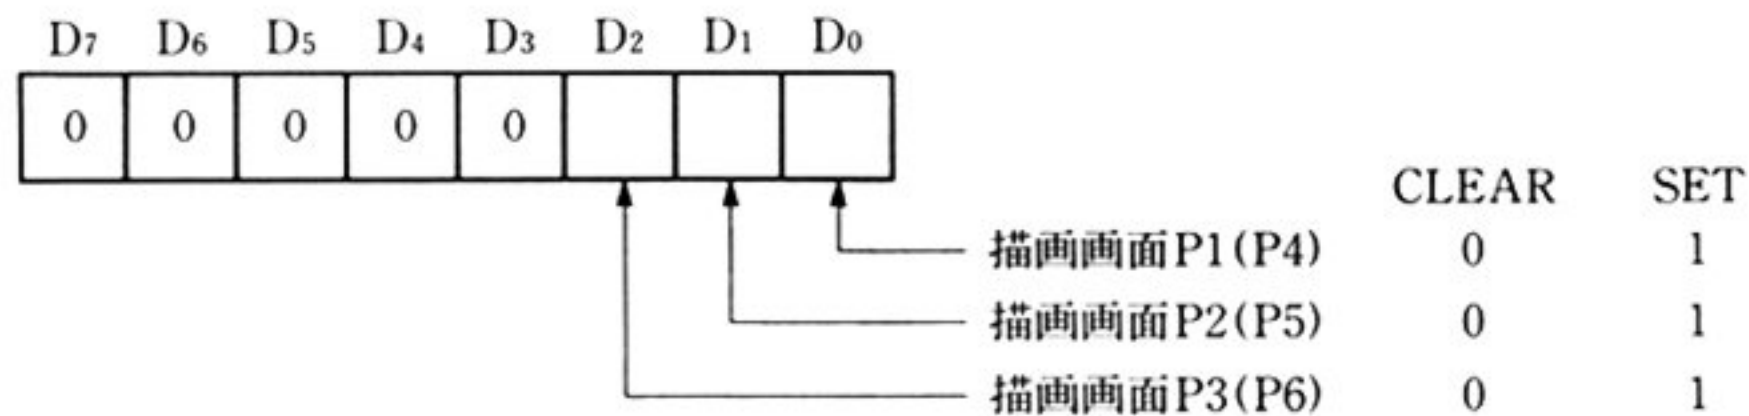 D7 D6 D5 D4 D3 D2 D1 D0
0 0 0 0 0
CLEAR SET
描画画面P1(P4) 0 1
描画画面P2(P5) 0 1
描画画面P3(P6) 0 1